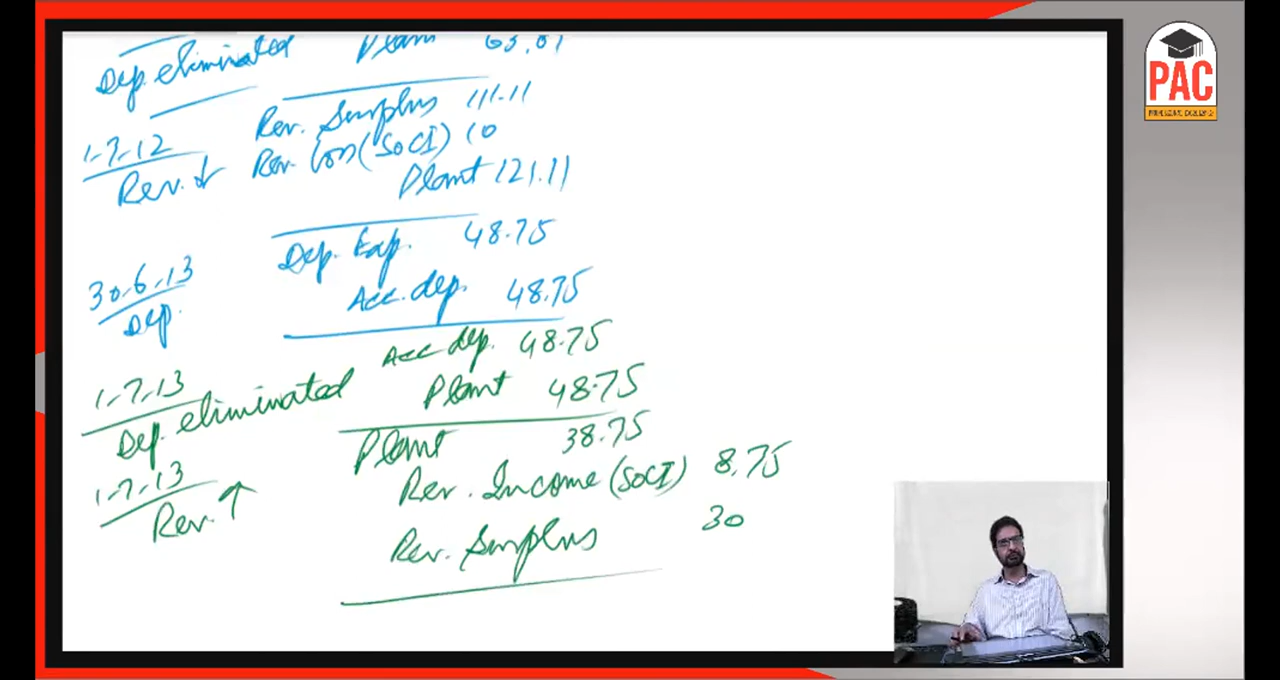 Dep. eliminated Plant
Rev. Surplus 111.11
1-7-12 Rev. Loss (SOCI) 10
Rev. ↓ Plant 121.11
30-6-13 Dep. Exp. 48.75
Dep. Acc. dep. 48.75
1-7-13 Acc dep. 48.75
Dep. eliminated Plant 48.75
1-7-13 Plant 38.75
Rev. ↑ Rev. Income (SOCI) 8.75
Rev. Surplus 30
PAC